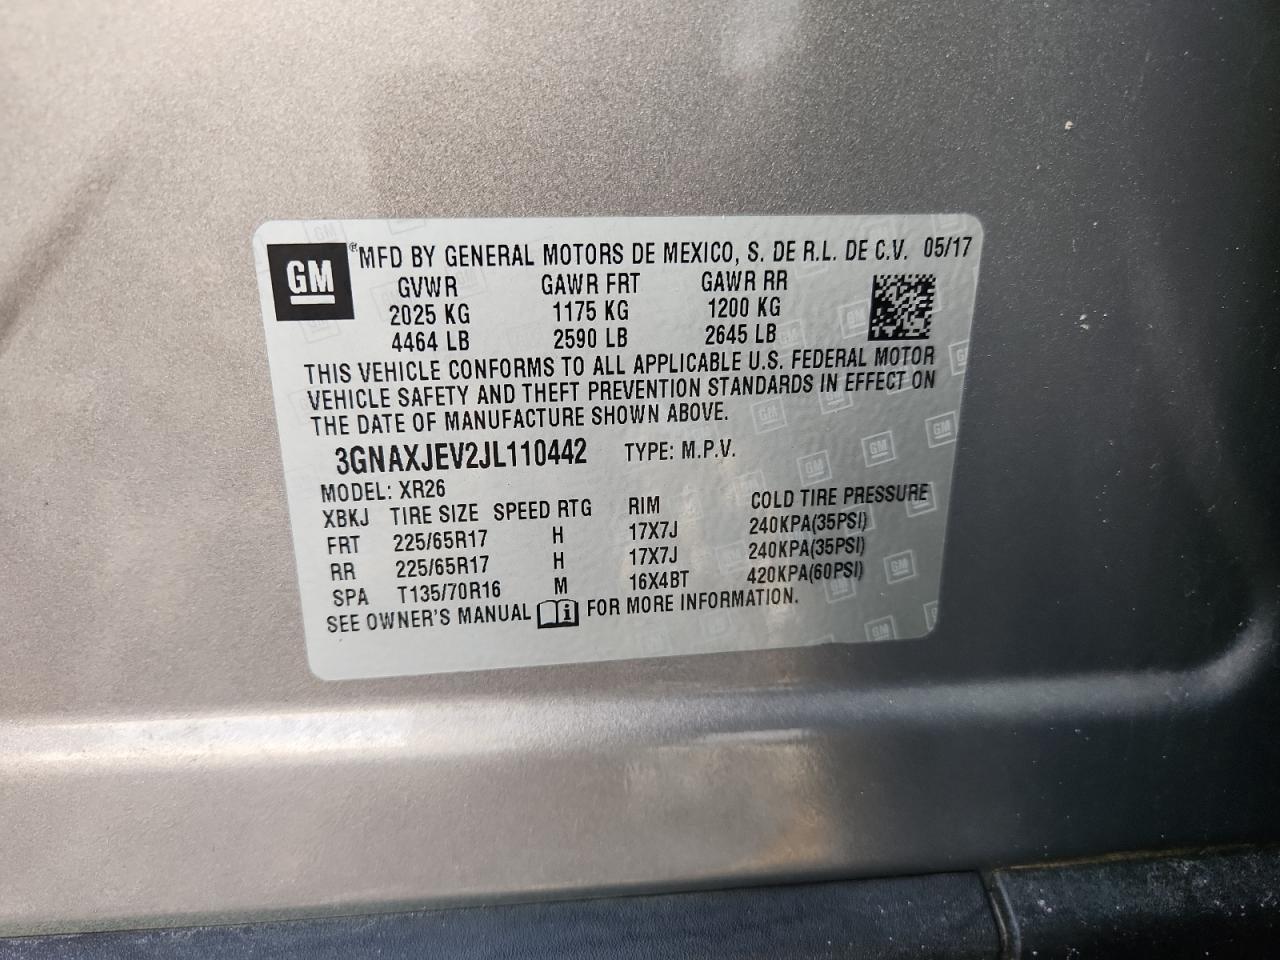 GM ® MFD BY GENERAL MOTORS DE MEXICO, S. DE R.L. DE C.V. 05/17
GVWR GAWR FRT GAWR RR
2025 KG 1175 KG 1200 KG
4464 LB 2590 LB 2645 LB
THIS VEHICLE CONFORMS TO ALL APPLICABLE U.S. FEDERAL MOTOR
VEHICLE SAFETY AND THEFT PREVENTION STANDARDS IN EFFECT ON
THE DATE OF MANUFACTURE SHOWN ABOVE.
3GNAXJEV2JL110442 TYPE: M.P.V.
MODEL: XR26
XBKJ TIRE SIZE SPEED RTG RIM COLD TIRE PRESSURE
FRT 225/65R17 H 17X7J 240KPA(35PSI)
RR 225/65R17 H 17X7J 240KPA(35PSI)
SPA T135/70R16 M 16X4BT 420KPA(60PSI)
SEE OWNER'S MANUAL i FOR MORE INFORMATION.